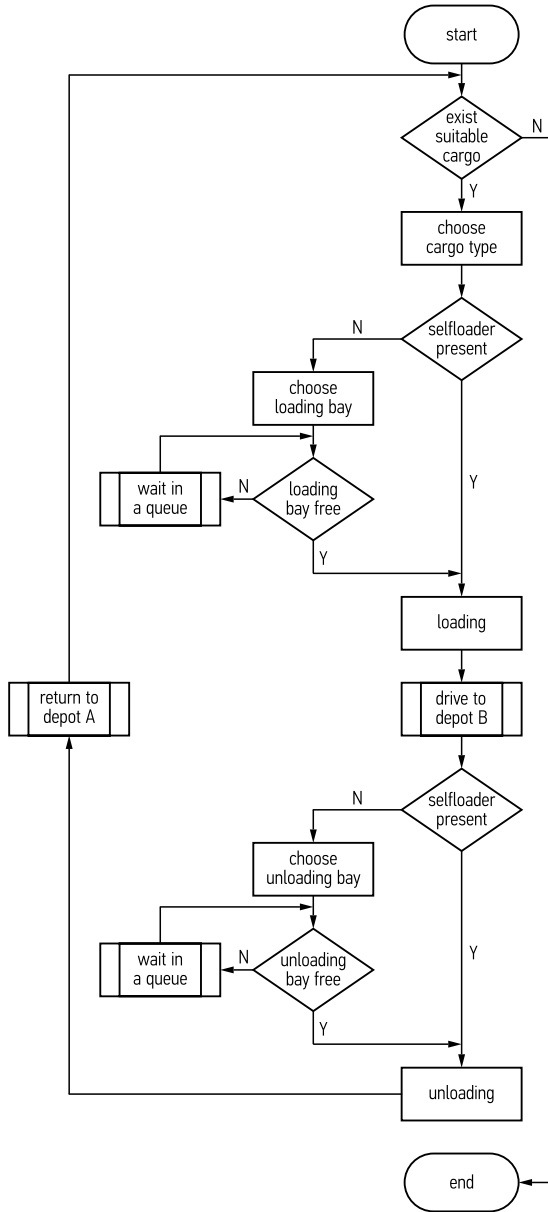 start
exist
suitable
cargo
N
Y
choose
cargo type
selfloader
present
N
choose
loading bay
Y
wait in
a queue
N
loading
bay free
Y
loading
return to
depot A
drive to
depot B
selfloader
present
N
choose
unloading bay
Y
wait in
a queue
N
unloading
bay free
Y
unloading
end